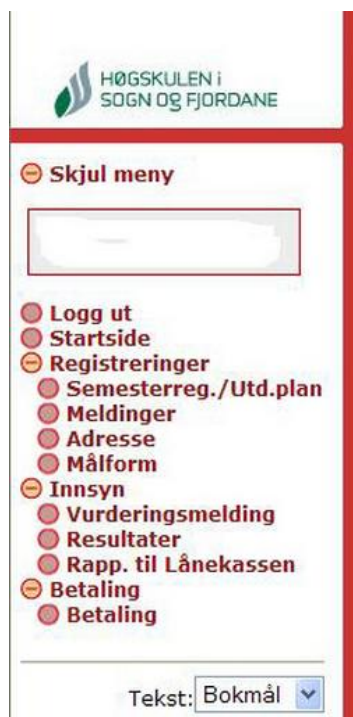 HØGSKULEN i
SOGN Og FJORDANE
Skjul meny
Logg ut
Startside
Registreringer
Semesterreg./Utd.plan
Meldinger
Adresse
Målform
Innsyn
Vurderingsmelding
Resultater
Rapp. til Lånekassen
Betaling
Betaling
Tekst: Bokmål